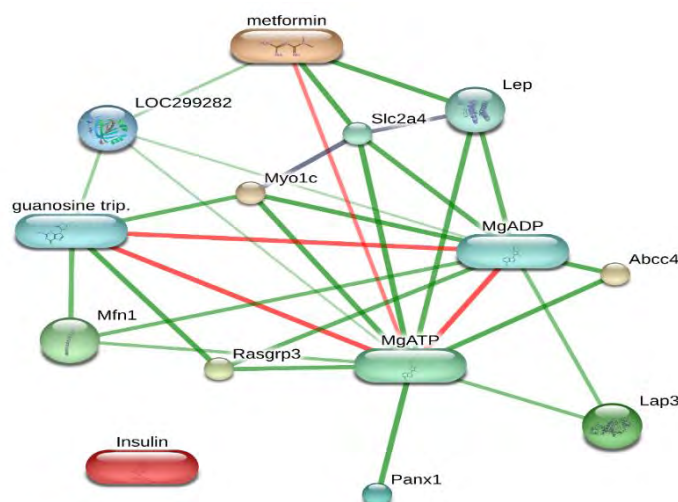 metformin
Lep
LOC299282
Slc2a4
Myo1c
guanosine trip.
MgADP
Abcc4
Mfn1
MgATP
Rasgrp3
Lap3
Insulin
Panx1